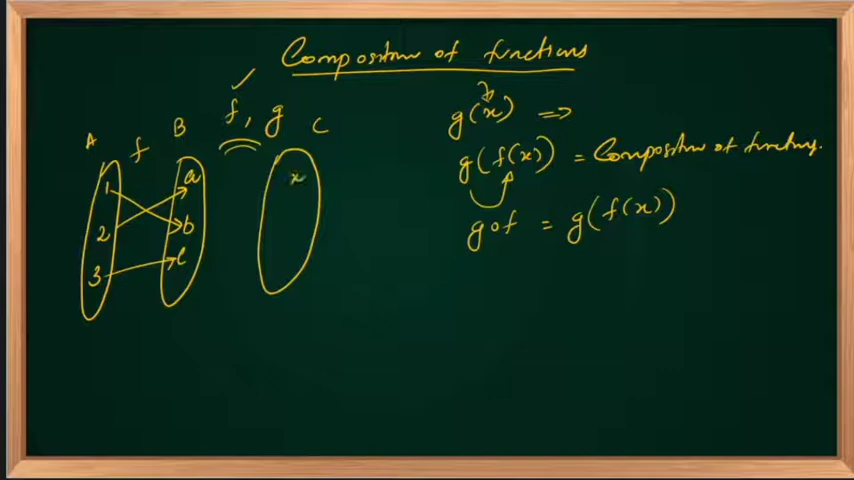 Composition of functions
f, g
A f B C
1 a x
2 b
3 c
g(x) ⇒
g(f(x)) = Composition of functions.
gof = g(f(x))